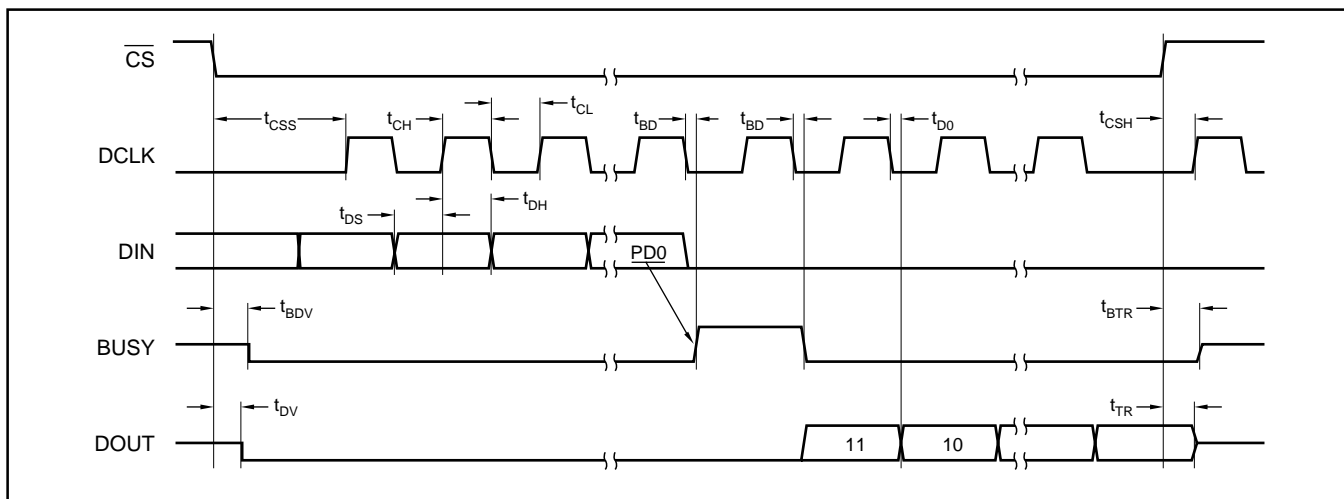 CS
tCSS
tCH
tCL
tBD
tBD
tD0
tCSH
DCLK
tDS
tDH
DIN
PD0
tBDV
tBTR
BUSY
tDV
tTR
DOUT
11
10